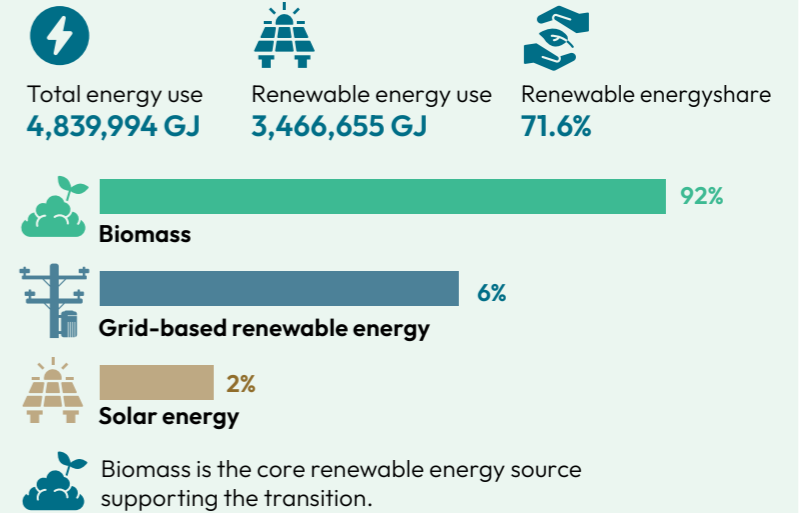 Total energy use
4,839,994 GJ
Renewable energy use
3,466,655 GJ
Renewable energyshare
71.6%
92%
Biomass
6%
Grid-based renewable energy
2%
Solar energy
Biomass is the core renewable energy source
supporting the transition.